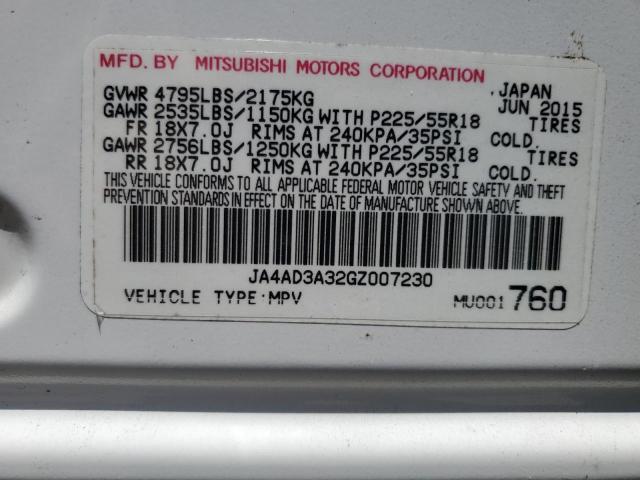 MFD. BY MITSUBISHI MOTORS CORPORATION , JAPAN
GVWR 4795LBS/2175KG JUN 2015
GAWR 2535LBS/1150KG WITH P225/55R18 TIRES
FR 18X7.0J RIMS AT 240KPA/35PSI COLD.
GAWR 2756LBS/1250KG WITH P225/55R18 TIRES
RR 18X7.0J RIMS AT 240KPA/35PSI COLD.
THIS VEHICLE CONFORMS TO ALL APPLICABLE FEDERAL MOTOR VEHICLE SAFETY AND THEFT
PREVENTION STANDARDS IN EFFECT ON THE DATE OF MANUFACTURE SHOWN ABOVE.
JA4AD3A32GZ007230
VEHICLE TYPE:MPV MU001760